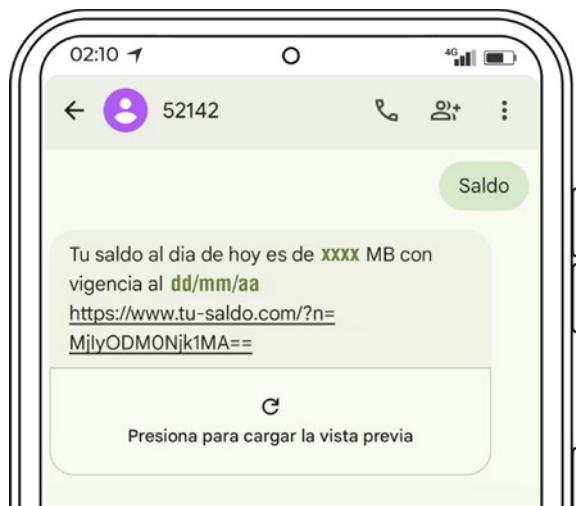 02:10
4G
52142
Saldo
Tu saldo al dia de hoy es de xxxx MB con
vigencia al dd/mm/aa
https://www.tu-saldo.com/?n=
MjIyODM0Njk1MA==
Presiona para cargar la vista previa